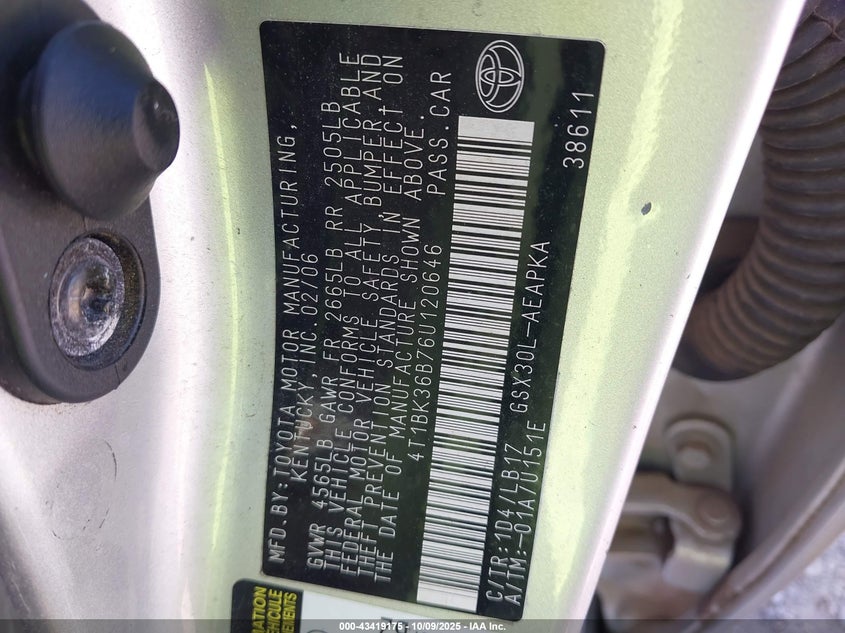 MFD.BY:TOYOTA MOTOR MANUFACTURING,
KENTUCKY, INC. 02/06
GVWR 4565LB GAWR FR 2665LB RR 2505LB
THIS VEHICLE CONFORMS TO ALL APPLICABLE
FEDERAL MOTOR VEHICLE SAFETY, BUMPER, AND
THEFT PREVENTION STANDARDS IN EFFECT ON
THE DATE OF MANUFACTURE SHOWN ABOVE.
4T1BK36B76U120646 PASS.CAR
C/TR:1D4/LB17 GSX30L-AEAPKA
A/TM:-01A/U151E
38611
000-43419175 - 10/09/2025 - IAA Inc.